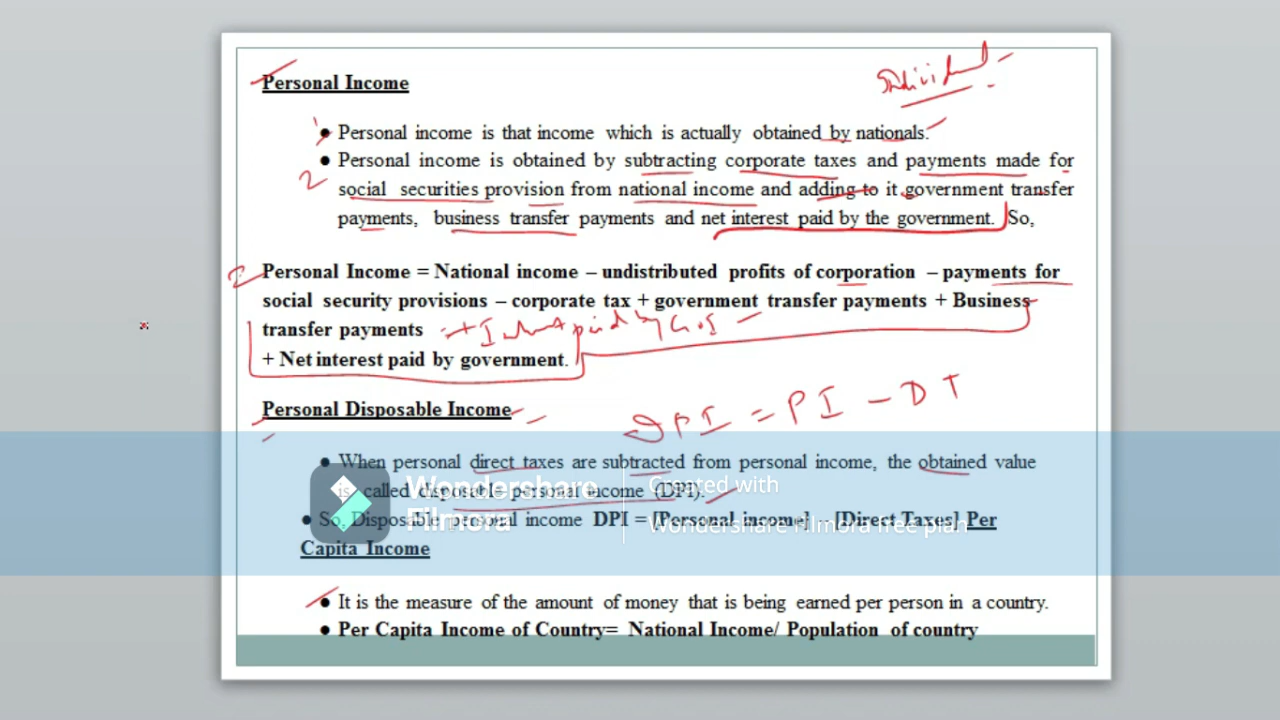 Individual
Personal Income
● Personal income is that income which is actually obtained by nationals.
2 ● Personal income is obtained by subtracting corporate taxes and payments made for
social securities provision from national income and adding to it government transfer
payments, business transfer payments and net interest paid by the government. So,
Personal Income = National income – undistributed profits of corporation – payments for
social security provisions – corporate tax + government transfer payments + Business
transfer payments
+ Net interest paid by government.
Personal Disposable Income
DPI = PI - DT
● When personal direct taxes are subtracted from personal income, the obtained value
is called disposable personal income (DPI).
Created with
Wondershare
Filmora
Wondershare Filmora free plan
● So, Disposable personal income DPI = [Personal income] – [Direct Taxes] Per
Capita Income
● It is the measure of the amount of money that is being earned per person in a country.
● Per Capita Income of Country= National Income/ Population of country